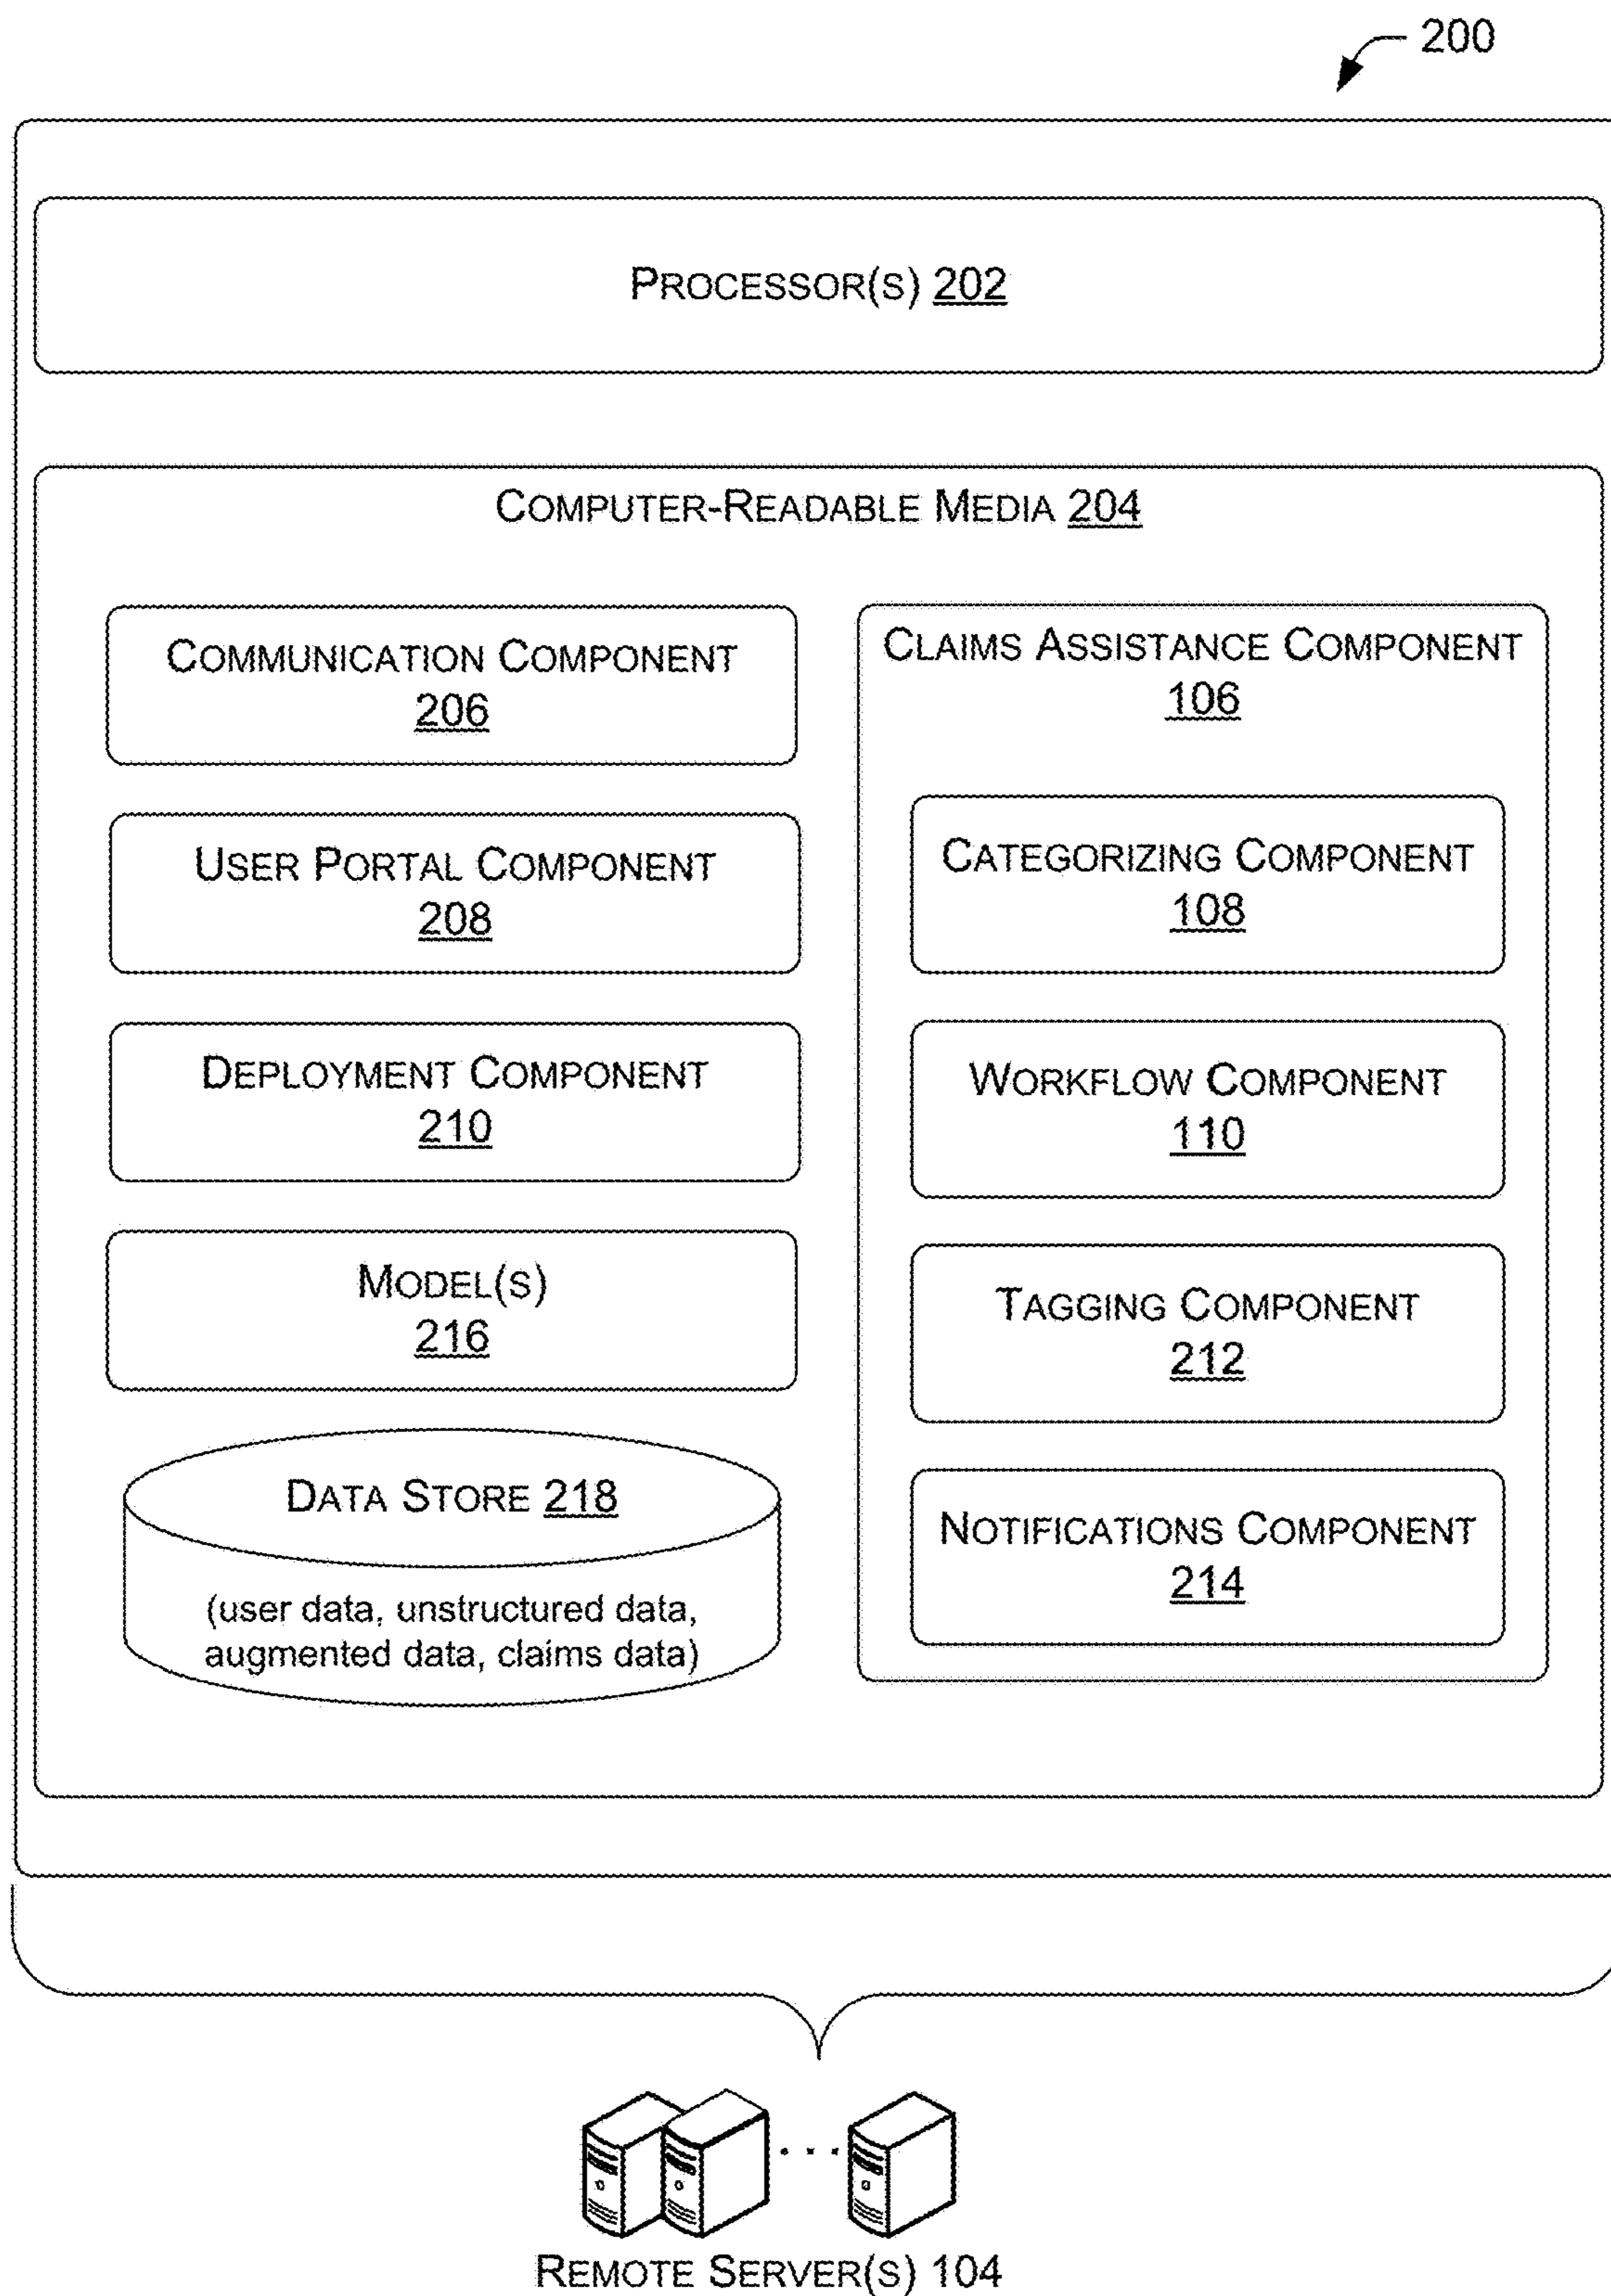 200
PROCESSOR(S) 202
COMPUTER-READABLE MEDIA 204
COMMUNICATION COMPONENT
206
USER PORTAL COMPONENT
208
DEPLOYMENT COMPONENT
210
MODEL(S)
216
DATA STORE 218
(user data, unstructured data,
augmented data, claims data)
CLAIMS ASSISTANCE COMPONENT
106
CATEGORIZING COMPONENT
108
WORKFLOW COMPONENT
110
TAGGING COMPONENT
212
NOTIFICATIONS COMPONENT
214
REMOTE SERVER(S) 104